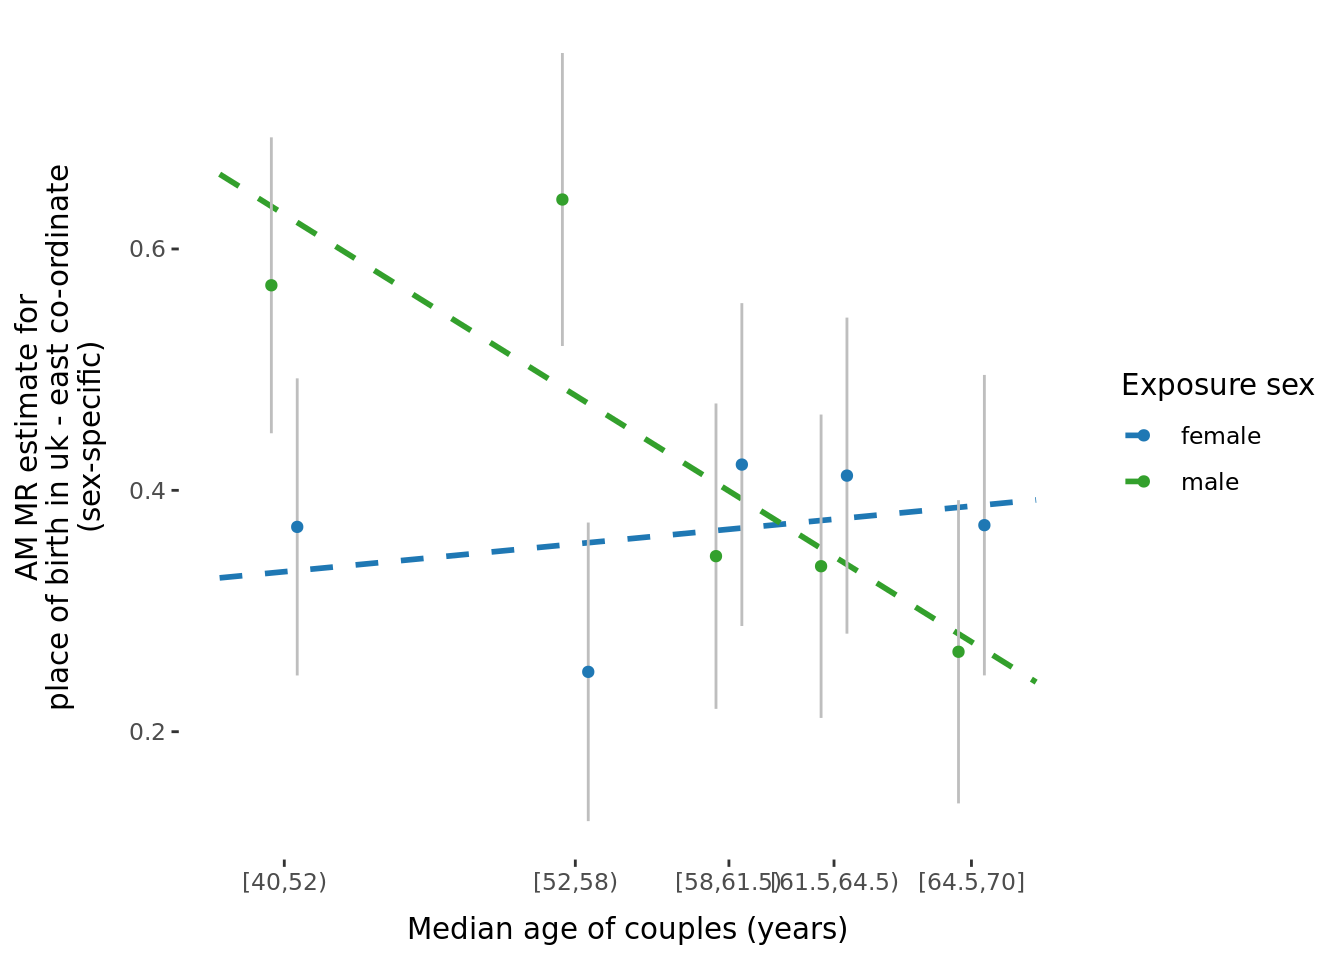 AM MR estimate for
place of birth in uk - east co-ordinate
(sex-specific)
0.6
0.4
0.2
[40,52)
[52,58)
[58,61.5)
[61.5,64.5)
[64.5,70]
Median age of couples (years)
Exposure sex
female
male